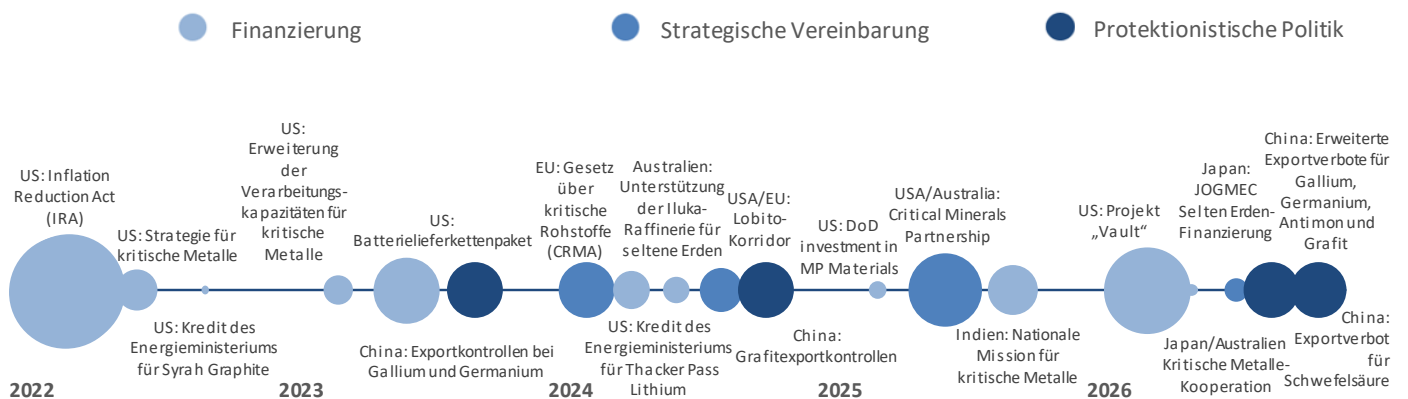 Finanzierung
Strategische Vereinbarung
Protektionistische Politik
US: Inflation
Reduction Act
(IRA)
US: Strategie für
kritische Metalle
US: Kredit des
Energieministeriums
für Syrah Graphite
US:
Erweiterung
der
Verarbeitungs-
kapazitäten für
kritische
Metalle
US:
Batterielieferkettenpaket
China: Exportkontrollen bei
Gallium und Germanium
EU: Gesetz
über
kritische
Rohstoffe
(CRMA)
US: Kredit des
Energieministeriums
für Thacker Pass
Lithium
Australien:
Unterstützung
der Iluka-
Raffinerie für
seltene Erden
USA/EU:
Lobito-
Korridor
China:
Grafitexportkontrollen
US: DoD
investment in
MP Materials
USA/Australia:
Critical Minerals
Partnership
Indien: Nationale
Mission für
kritische Metalle
US: Projekt
„Vault“
Japan/Australien
Kritische Metalle-
Kooperation
Japan:
JOGMEC
Selten Erden-
Finanzierung
China: Erweiterte
Exportverbote für
Gallium,
Germanium,
Antimon und
Grafit
China:
Exportverbot
für
Schwefelsäure
2022
2023
2024
2025
2026